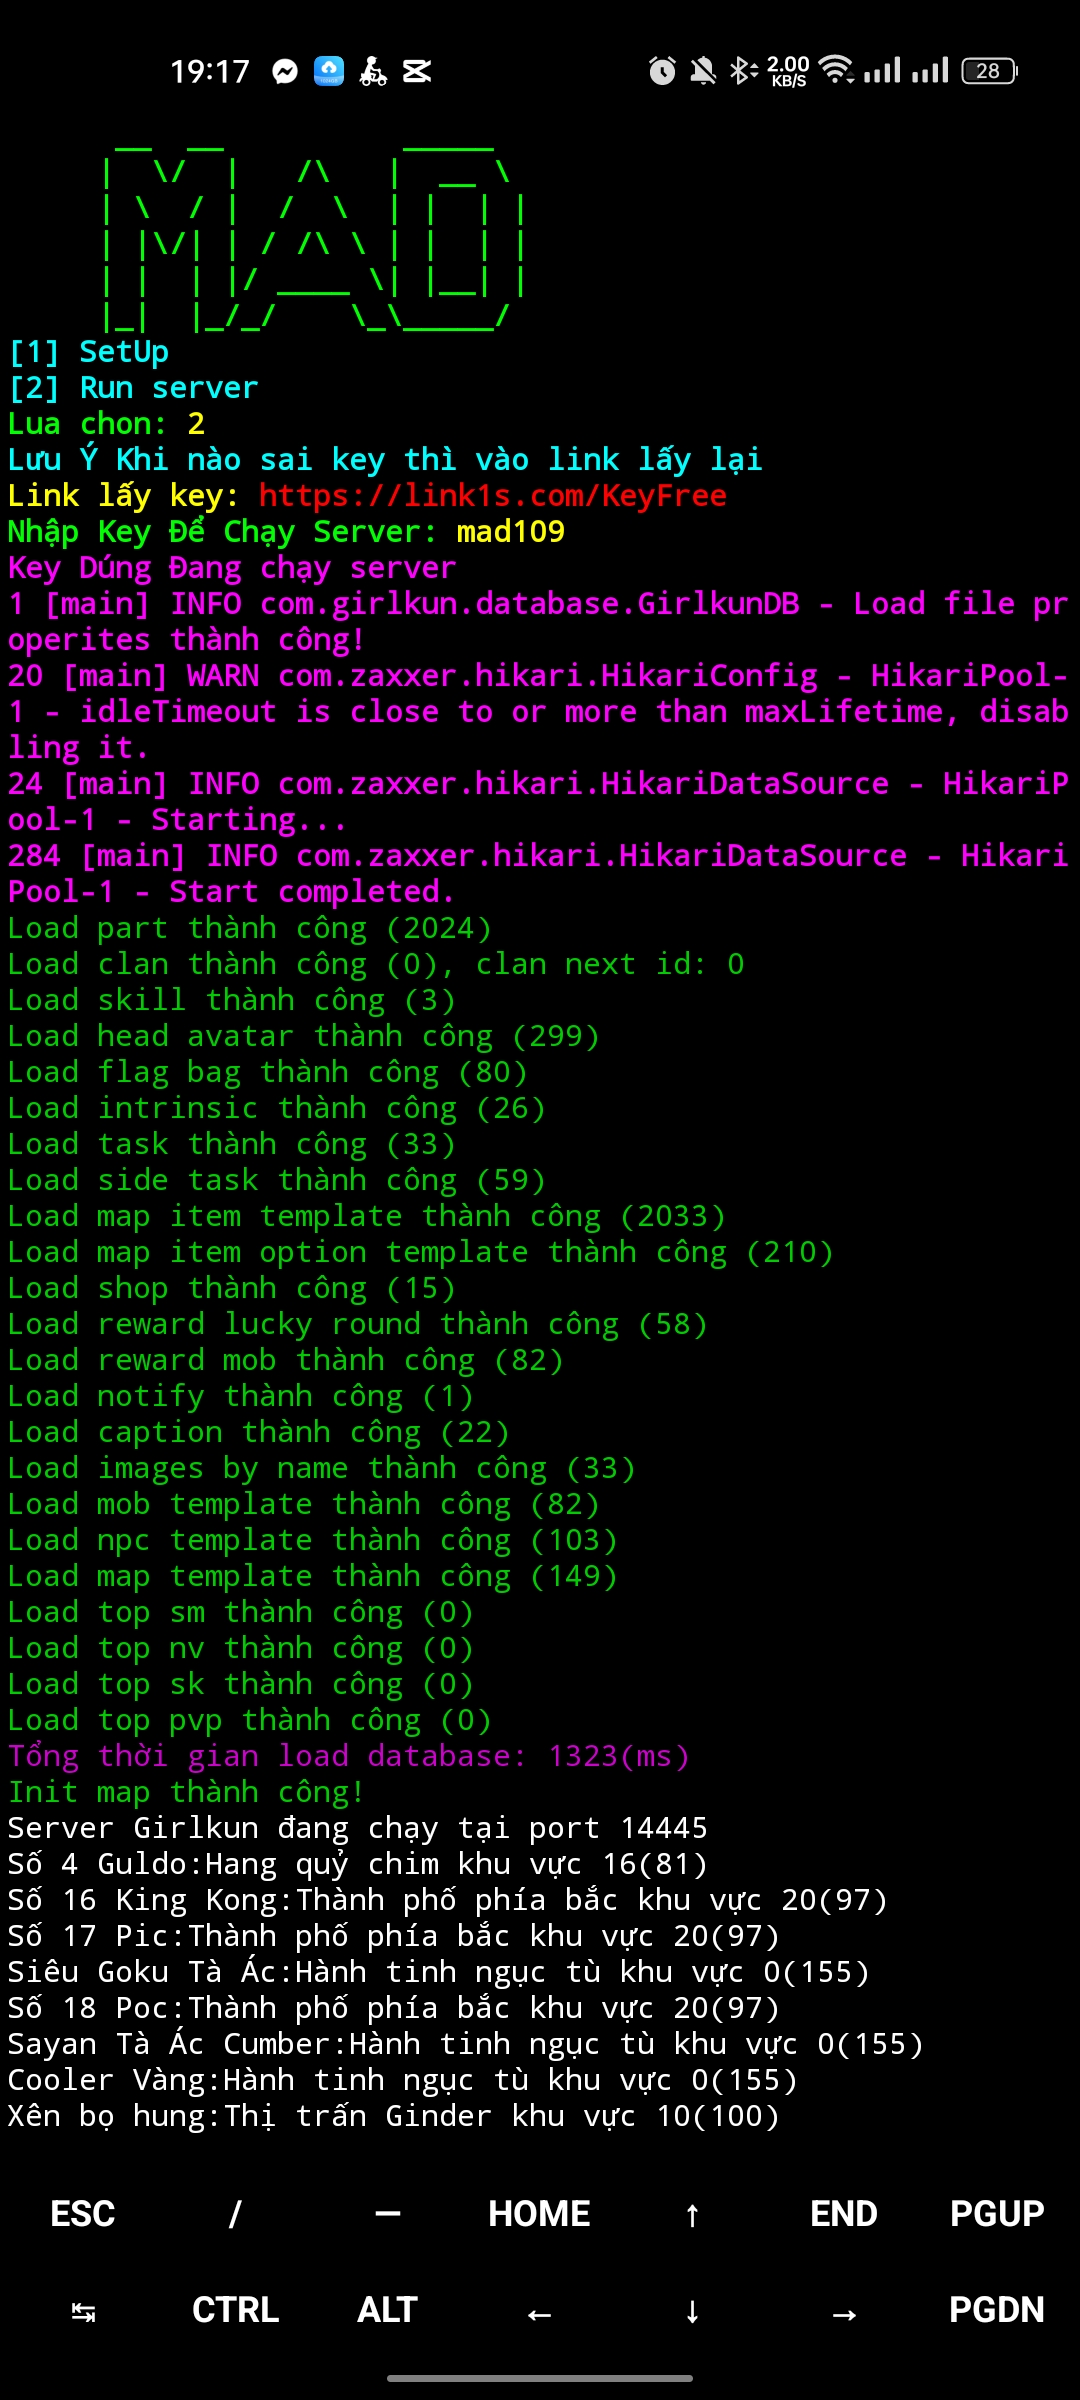 19:17
2.00 KB/S
28
[1] SetUp
[2] Run server
Lua chon: 2
Lưu Ý Khi nào sai key thì vào link lấy lại
Link lấy key: https://link1s.com/KeyFree
Nhập Key Để Chạy Server: mad109
Key Dúng Đang chạy server
1 [main] INFO com.girlkun.database.GirlkunDB - Load file pr
operites thành công!
20 [main] WARN com.zaxxer.hikari.HikariConfig - HikariPool-
1 - idleTimeout is close to or more than maxLifetime, disab
ling it.
24 [main] INFO com.zaxxer.hikari.HikariDataSource - HikariP
ool-1 - Starting...
284 [main] INFO com.zaxxer.hikari.HikariDataSource - Hikari
Pool-1 - Start completed.
Load part thành công (2024)
Load clan thành công (0), clan next id: 0
Load skill thành công (3)
Load head avatar thành công (299)
Load flag bag thành công (80)
Load intrinsic thành công (26)
Load task thành công (33)
Load side task thành công (59)
Load map item template thành công (2033)
Load map item option template thành công (210)
Load shop thành công (15)
Load reward lucky round thành công (58)
Load reward mob thành công (82)
Load notify thành công (1)
Load caption thành công (22)
Load images by name thành công (33)
Load mob template thành công (82)
Load npc template thành công (103)
Load map template thành công (149)
Load top sm thành công (0)
Load top nv thành công (0)
Load top sk thành công (0)
Load top pvp thành công (0)
Tổng thời gian load database: 1323(ms)
Init map thành công!
Server Girlkun đang chạy tại port 14445
Số 4 Guldo:Hang quỷ chim khu vực 16(81)
Số 16 King Kong:Thành phố phía bắc khu vực 20(97)
Số 17 Pic:Thành phố phía bắc khu vực 20(97)
Siêu Goku Tà Ác:Hành tinh ngục tù khu vực 0(155)
Số 18 Poc:Thành phố phía bắc khu vực 20(97)
Sayan Tà Ác Cumber:Hành tinh ngục tù khu vực 0(155)
Cooler Vàng:Hành tinh ngục tù khu vực 0(155)
Xên bọ hung:Thị trấn Ginder khu vực 10(100)
ESC / — HOME ↑ END PGUP
↹ CTRL ALT ← ↓ → PGDN